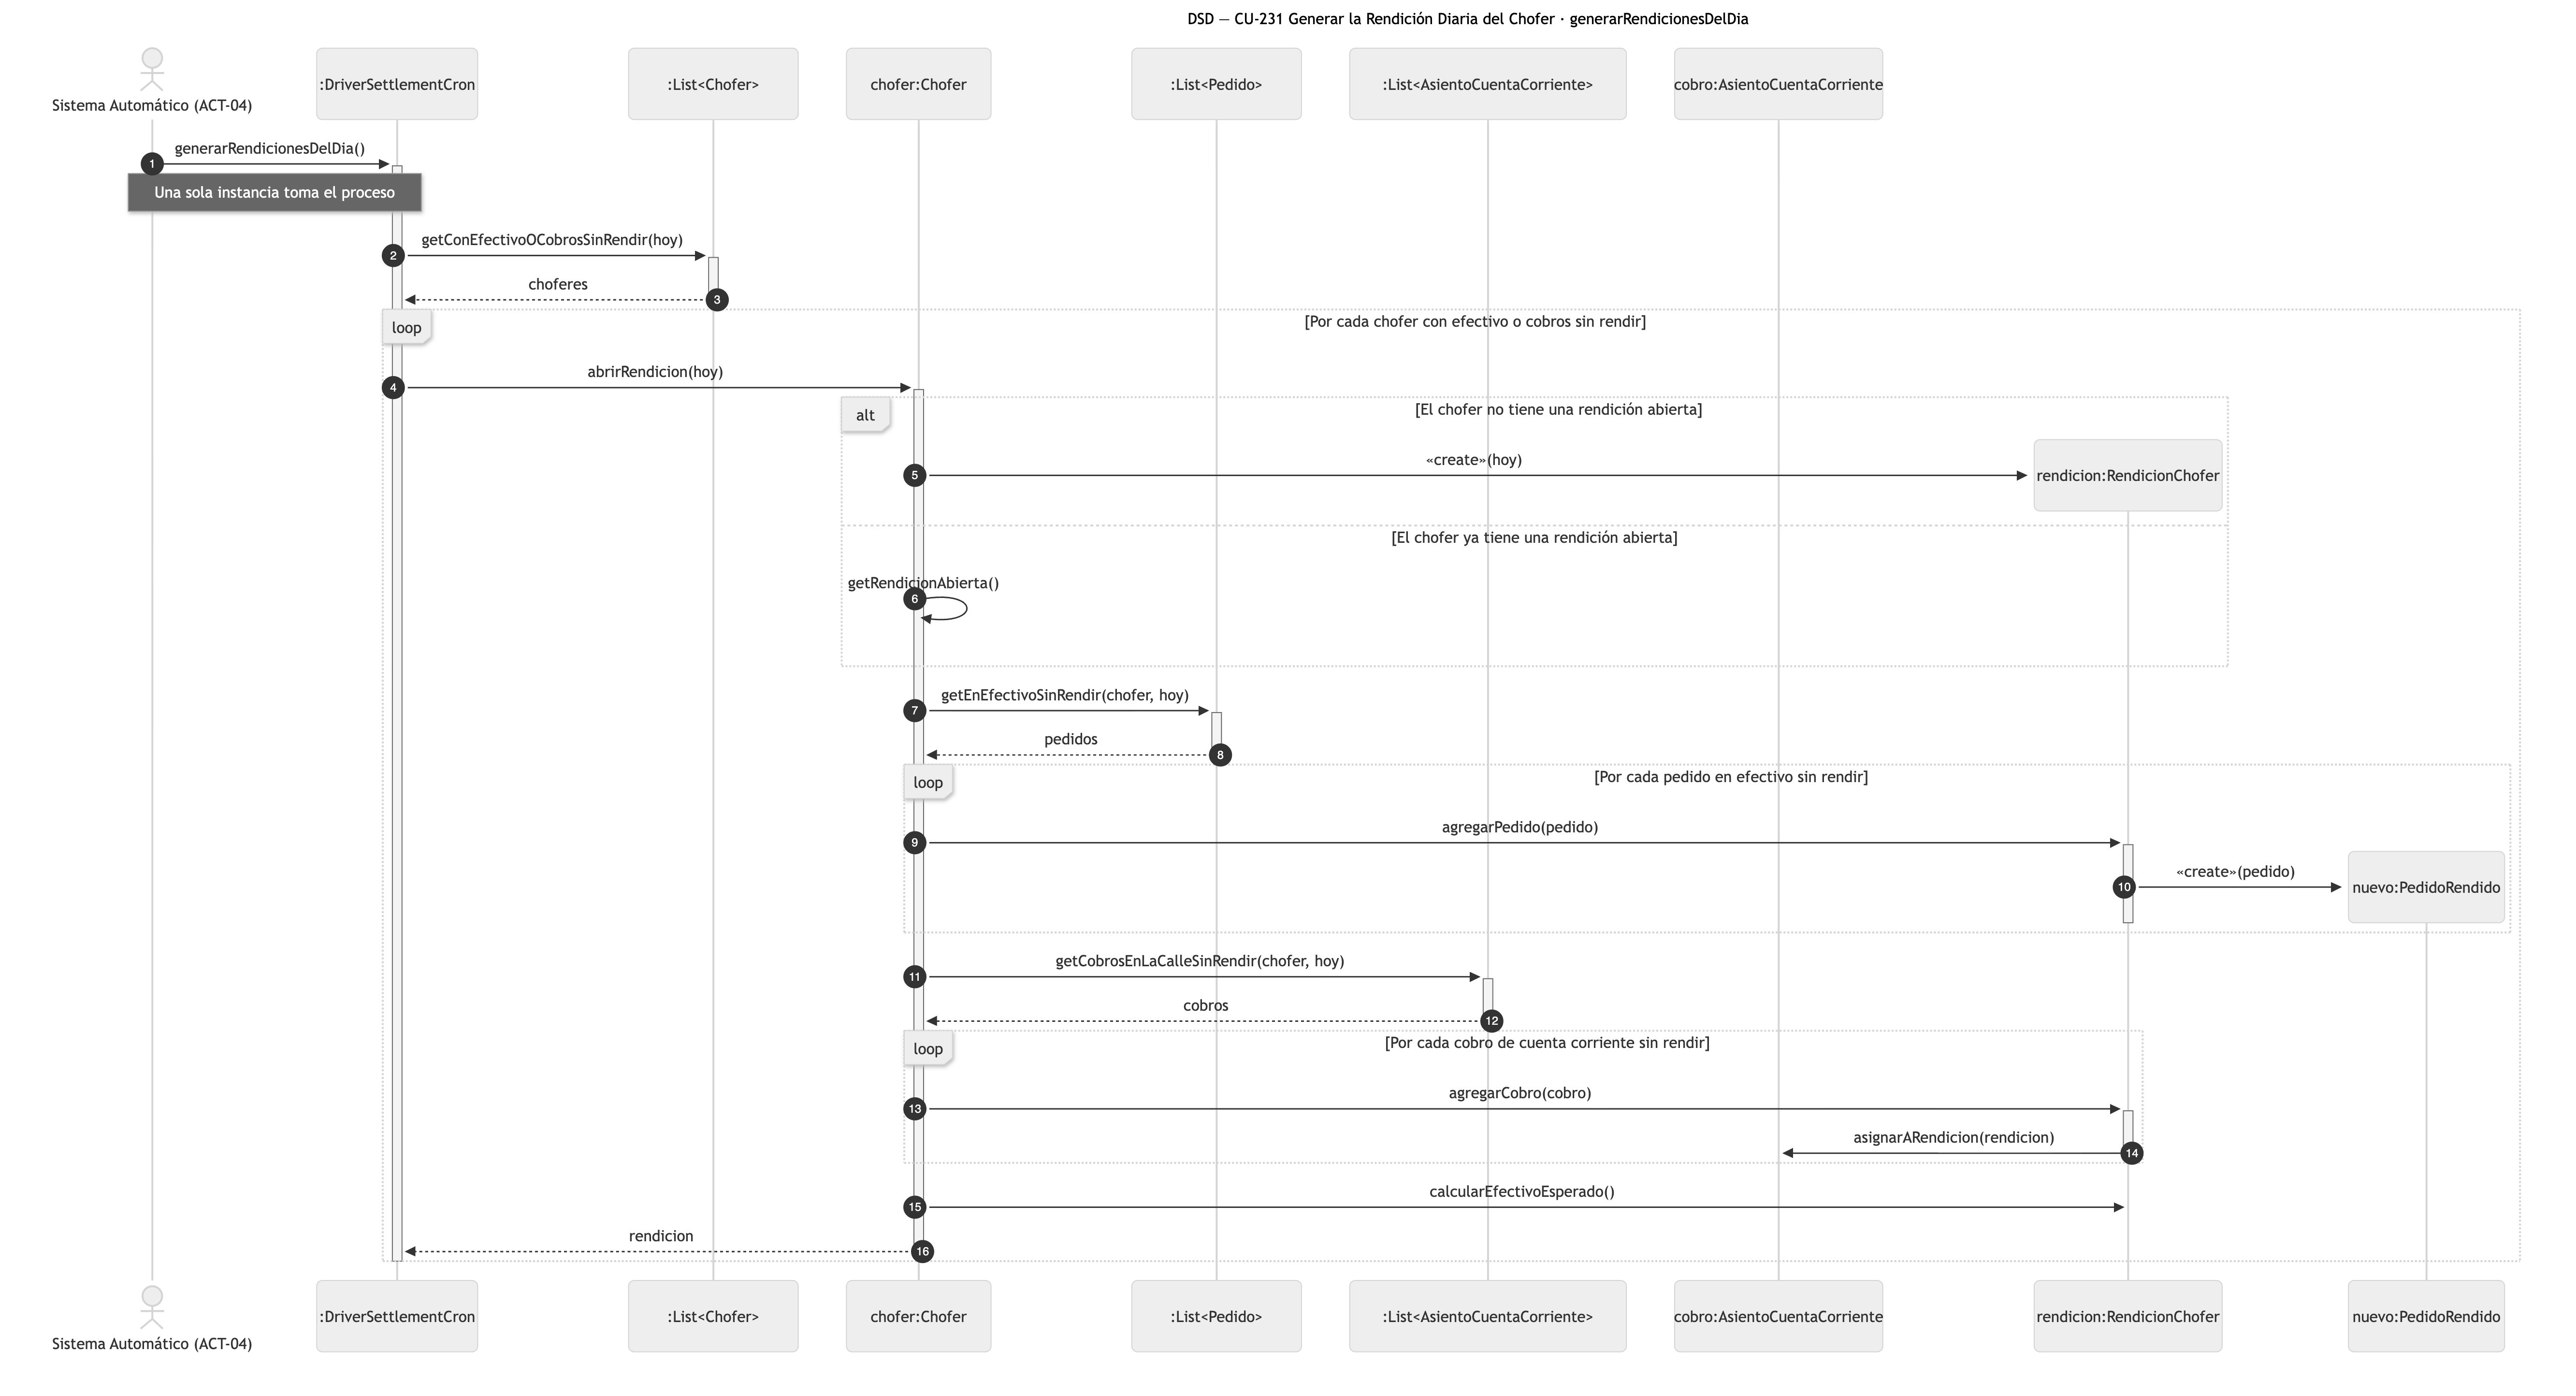 DSD — CU-231 Generar la Rendición Diaria del Chofer · generarRendicionesDelDia
Sistema Automático (ACT-04)
:DriverSettlementCron
:List<Chofer>
chofer:Chofer
:List<Pedido>
:List<AsientoCuentaCorriente>
cobro:AsientoCuentaCorriente
generarRendicionesDelDia()
1
Una sola instancia toma el proceso
getConEfectivoOCobrosSinRendir(hoy)
2
choferes
3
loop
[Por cada chofer con efectivo o cobros sin rendir]
abrirRendicion(hoy)
4
alt
[El chofer no tiene una rendición abierta]
«create»(hoy)
5
rendicion:RendicionChofer
[El chofer ya tiene una rendición abierta]
getRendicionAbierta()
6
getEnEfectivoSinRendir(chofer, hoy)
7
pedidos
8
loop
[Por cada pedido en efectivo sin rendir]
agregarPedido(pedido)
9
«create»(pedido)
10
nuevo:PedidoRendido
getCobrosEnLaCalleSinRendir(chofer, hoy)
11
cobros
12
loop
[Por cada cobro de cuenta corriente sin rendir]
agregarCobro(cobro)
13
asignarARendicion(rendicion)
14
calcularEfectivoEsperado()
15
rendicion
16
Sistema Automático (ACT-04)
:DriverSettlementCron
:List<Chofer>
chofer:Chofer
:List<Pedido>
:List<AsientoCuentaCorriente>
cobro:AsientoCuentaCorriente
rendicion:RendicionChofer
nuevo:PedidoRendido